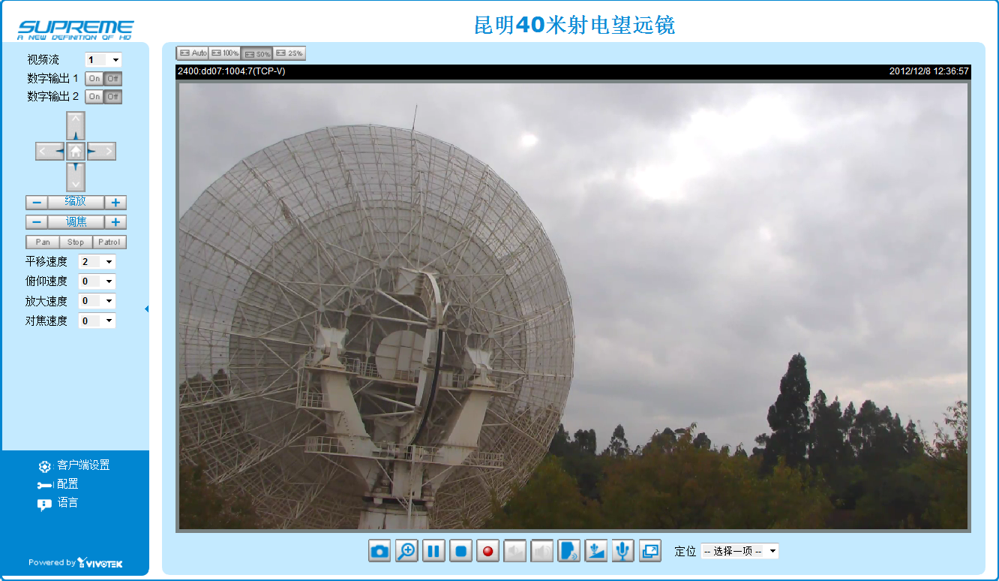 SUPREME
A NEW DEFINITION OF HD
昆明40米射电望远镜
视频流 1
数字输出 1 On Off
数字输出 2 On Off
缩放
调焦
Pan Stop Patrol
平移速度 2
俯仰速度 0
放大速度 0
对焦速度 0
客户端设置
配置
语言
Powered by VIVOTEK
Auto 100% 50% 25%
2400:dd07:1004:7(TCP-V) 2012/12/8 12:36:57
定位 -- 选择一项 --